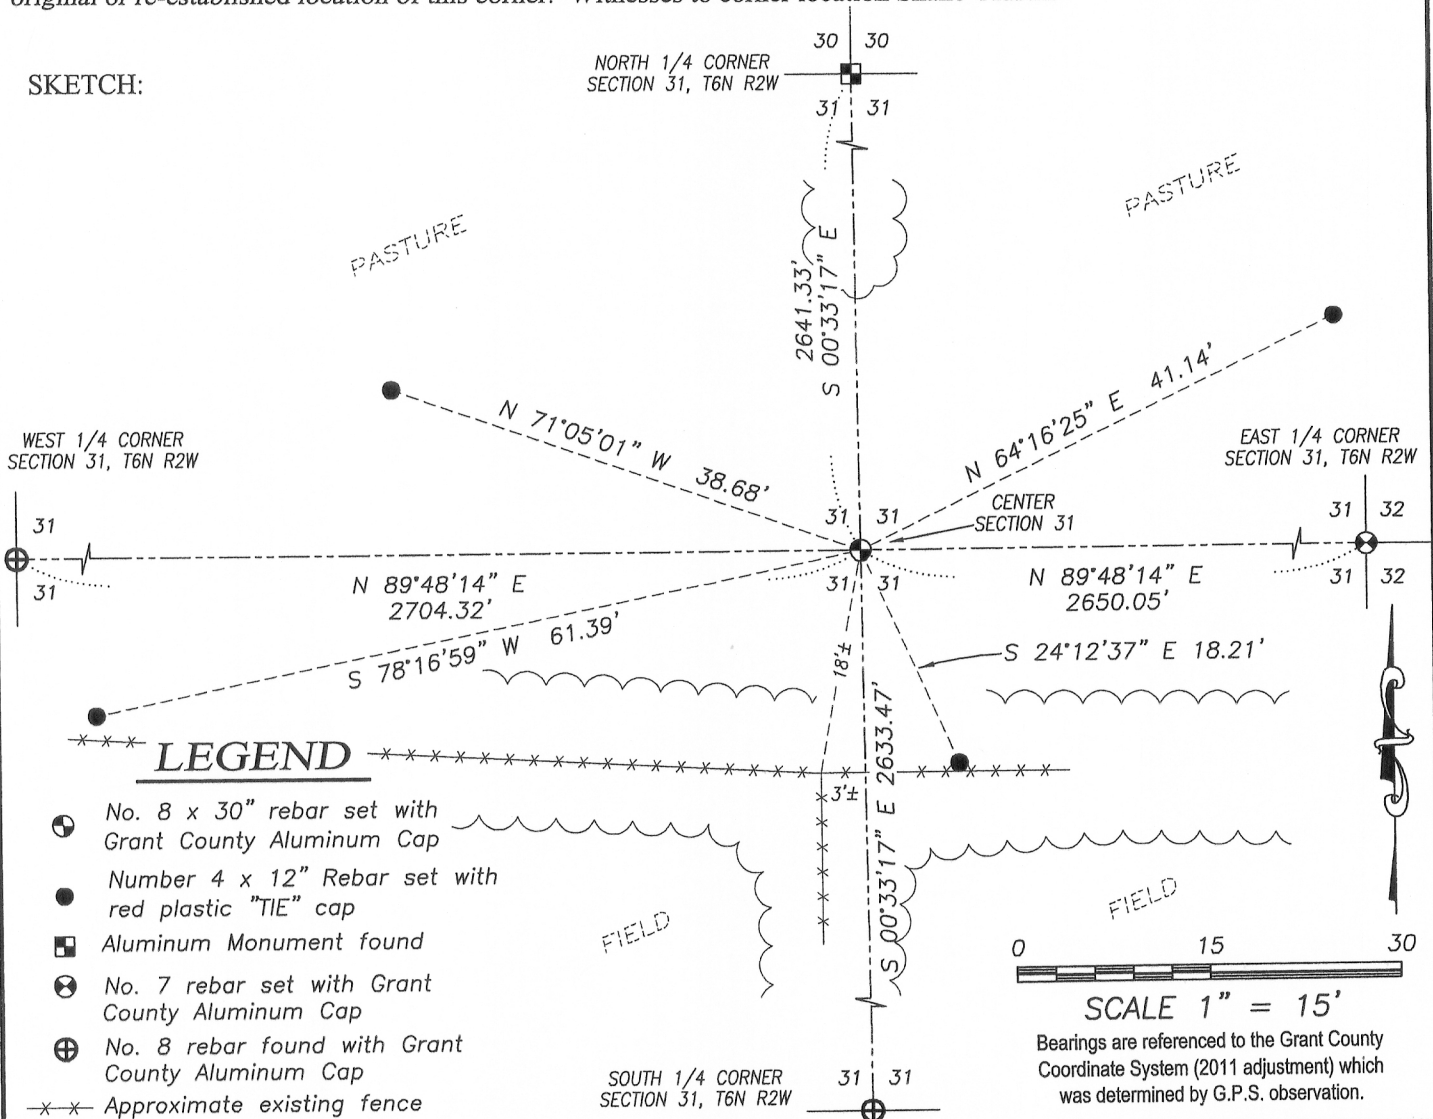 original or re-established location of this corner. Witnesses to corner location
SKETCH:
30 30
NORTH 1/4 CORNER
SECTION 31, T6N R2W
31 31
PASTURE
PASTURE
2641.33'
S 00°33'17" E
N 71°05'01" W 38.68'
N 64°16'25" E 41.14'
WEST 1/4 CORNER
SECTION 31, T6N R2W
EAST 1/4 CORNER
SECTION 31, T6N R2W
31
31
31 31
CENTER
SECTION 31
31 31
31 32
31 32
N 89°48'14" E
2704.32'
N 89°48'14" E
2650.05'
S 78°16'59" W 61.39'
18'±
S 24°12'37" E 18.21'
S 00°33'17" E 2633.47'
3'±
LEGEND
No. 8 x 30" rebar set with
Grant County Aluminum Cap
Number 4 x 12" Rebar set with
red plastic "TIE" cap
Aluminum Monument found
No. 7 rebar set with Grant
County Aluminum Cap
No. 8 rebar found with Grant
County Aluminum Cap
Approximate existing fence
FIELD
FIELD
0 15 30
SCALE 1" = 15'
Bearings are referenced to the Grant County
Coordinate System (2011 adjustment) which
was determined by G.P.S. observation.
SOUTH 1/4 CORNER
SECTION 31, T6N R2W
31 31